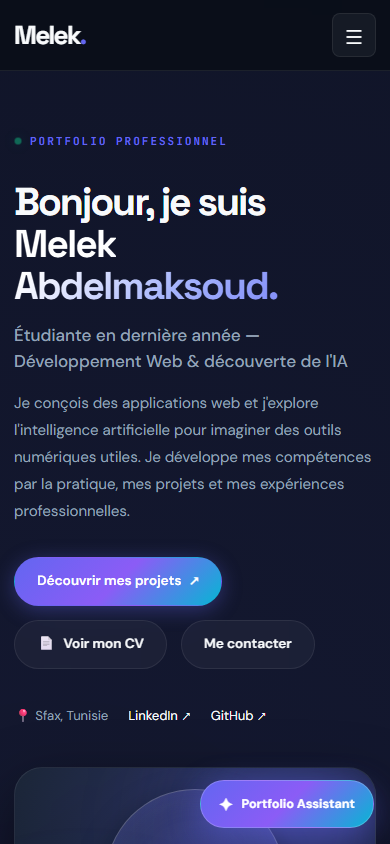 Melek.
PORTFOLIO PROFESSIONNEL
Bonjour, je suis
Melek
Abdelmaksoud.
Étudiante en dernière année —
Développement Web & découverte de l'IA
Je conçois des applications web et j'explore
l'intelligence artificielle pour imaginer des outils
numériques utiles. Je développe mes compétences
par la pratique, mes projets et mes expériences
professionnelles.
Découvrir mes projets ↗
Voir mon CV Me contacter
Sfax, Tunisie LinkedIn ↗ GitHub ↗
Portfolio Assistant